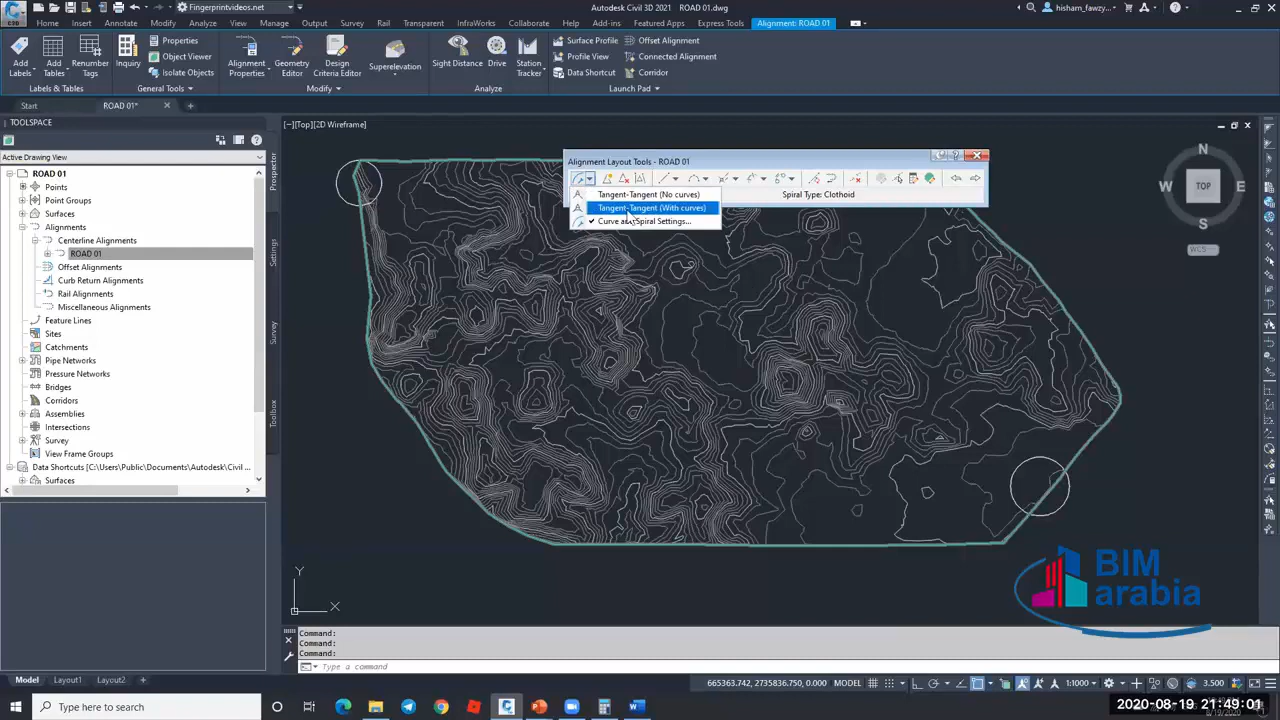 C3D
Fingerprintvideos.net
Autodesk Civil 3D 2021 ROAD 01.dwg
hisham_fawzy...
Home Insert Annotate Modify Analyze View Manage Output Survey Rail Transparent InfraWorks Collaborate Help Add-ins Featured Apps Express Tools Alignment: ROAD 01
Add Labels
Add Tables
Renumber Tags
Labels & Tables
Inquiry
Properties
Object Viewer
Isolate Objects
General Tools
Alignment Properties
Geometry Editor
Design Criteria Editor
Superelevation
Modify
Sight Distance
Drive
Station Tracker
Analyze
Surface Profile
Profile View
Data Shortcut
Offset Alignment
Connected Alignment
Corridor
Launch Pad
Start
ROAD 01*
TOOLSPACE
Active Drawing View
ROAD 01
Points
Point Groups
Surfaces
Alignments
Centerline Alignments
ROAD 01
Offset Alignments
Curb Return Alignments
Rail Alignments
Miscellaneous Alignments
Feature Lines
Sites
Catchments
Pipe Networks
Pressure Networks
Bridges
Corridors
Assemblies
Intersections
Survey
View Frame Groups
Data Shortcuts [C:\Users\Public\Documents\Autodesk\Civil ...
Surfaces
Prospector
Settings
Survey
Toolbox
[−][Top][2D Wireframe]
Alignment Layout Tools - ROAD 01
Tangent-Tangent (No curves)
Tangent-Tangent (With curves)
Curve and Spiral Settings...
Spiral Type: Clothoid
N
W
TOP
E
S
WCS
Y
X
BIM
arabia
Command:
Command:
Command:
Type a command
Model Layout1 Layout2
665363.742, 2735836.750, 0.000 MODEL
1:1000
3.500
Type here to search
2020-08-19 21:49:01